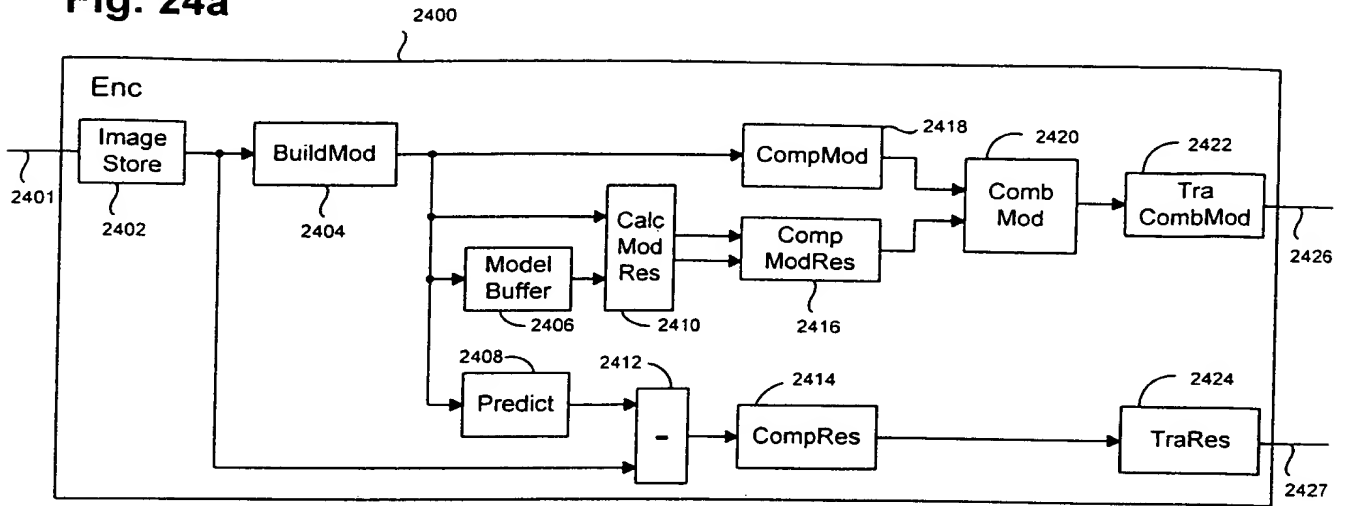 Fig. 24a
2400
Enc
Image
Store
2402
2401
BuildMod
2404
CompMod
2418
Comb
Mod
2420
Tra
CombMod
2422
2426
Calc
Mod
Res
2410
Model
Buffer
2406
Comp
ModRes
2416
2408
Predict
2412
-
2414
CompRes
2424
TraRes
2427